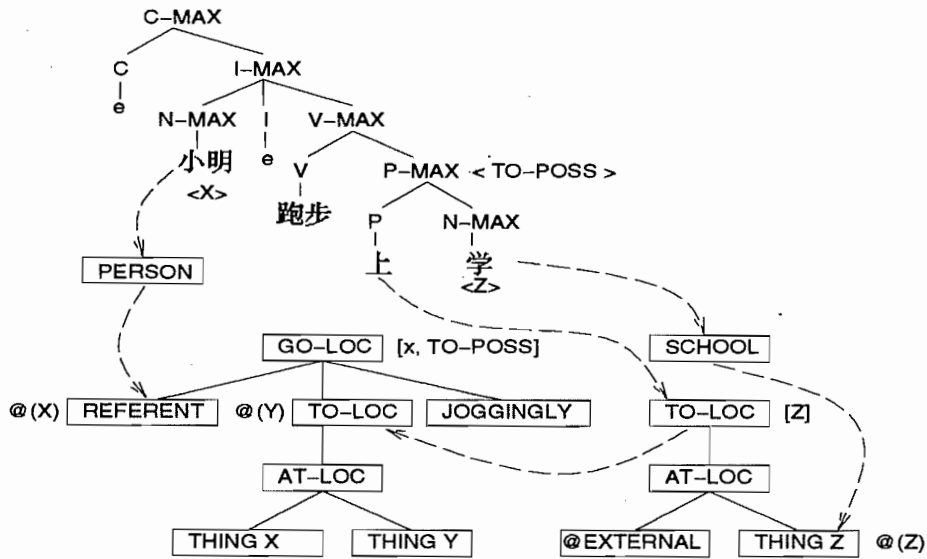 C-MAX
C I-MAX
e N-MAX I V-MAX
小明 e V P-MAX < TO-POSS >
<X>
跑步 P N-MAX
上 学
<Z>
PERSON
GO-LOC [x, TO-POSS] SCHOOL
@(X) REFERENT @(Y) TO-LOC JOGGINGLY TO-LOC [Z]
AT-LOC AT-LOC
THING X THING Y @EXTERNAL THING Z @(Z)